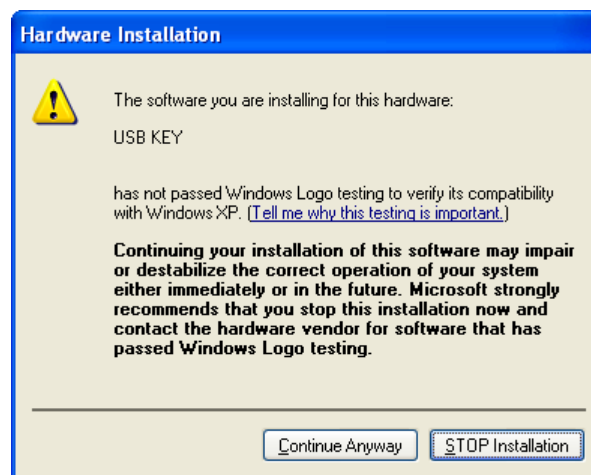 Hardware Installation
The software you are installing for this hardware:
USB KEY
has not passed Windows Logo testing to verify its compatibility
with Windows XP. (Tell me why this testing is important.)
Continuing your installation of this software may impair
or destabilize the correct operation of your system
either immediately or in the future. Microsoft strongly
recommends that you stop this installation now and
contact the hardware vendor for software that has
passed Windows Logo testing.
Continue Anyway
STOP Installation